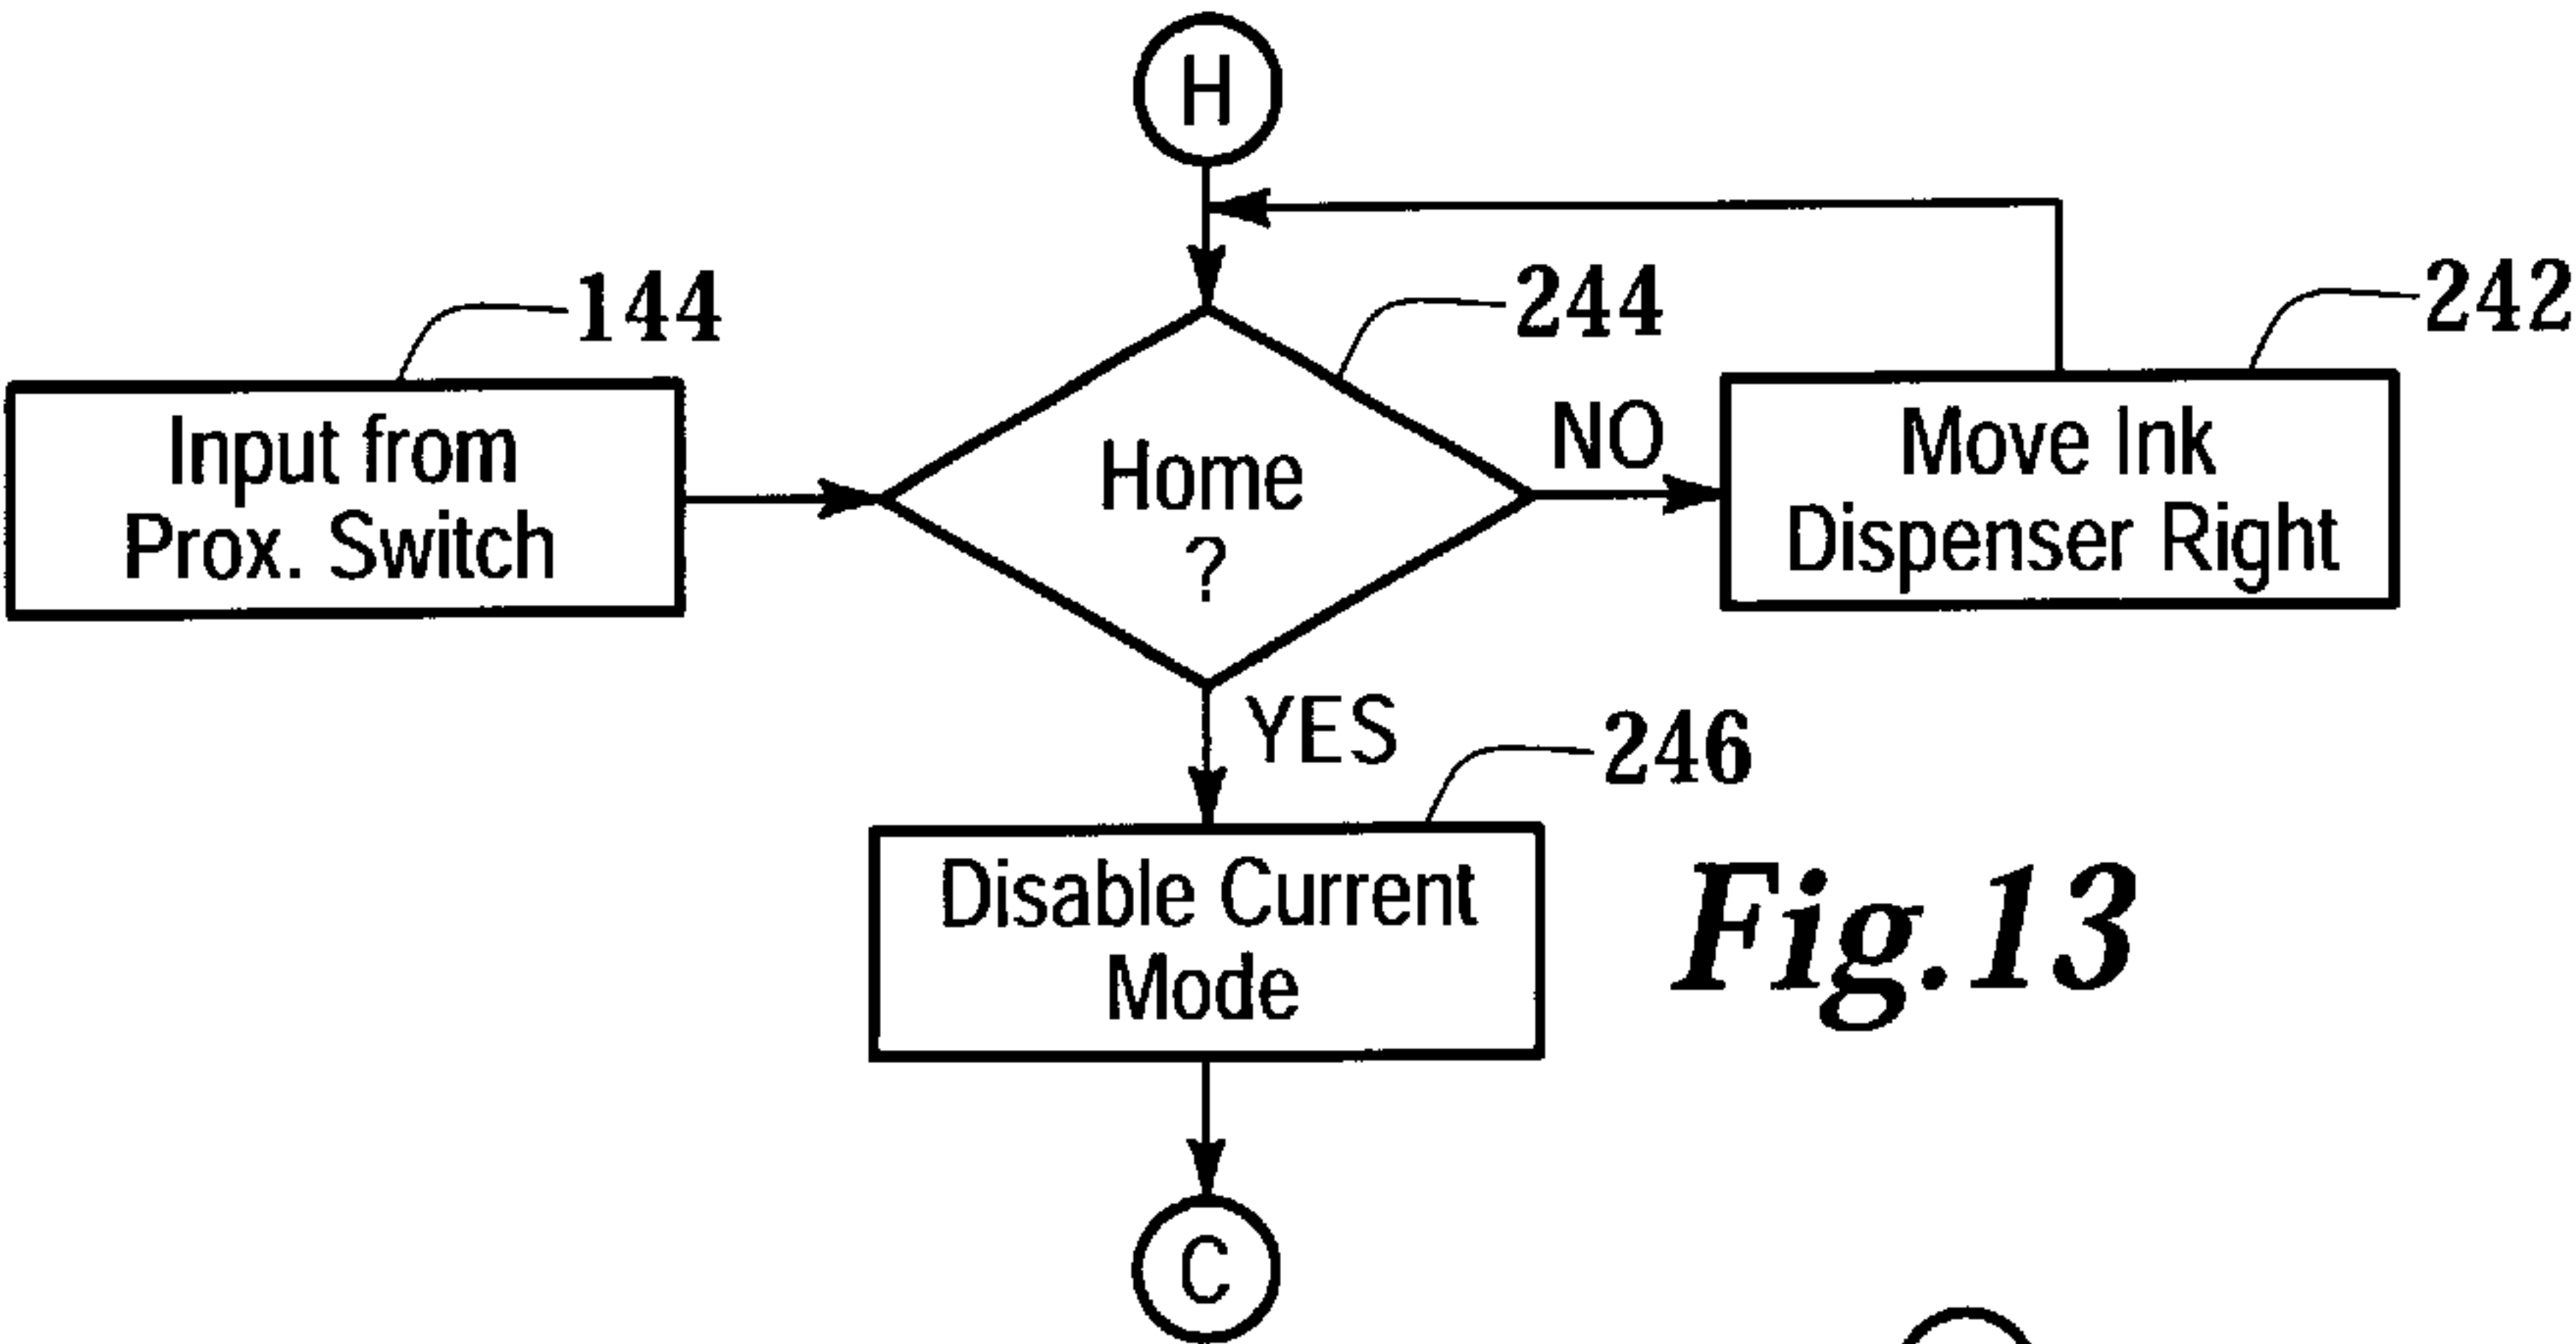 H
144
244
242
Input from
Prox. Switch
Home
?
NO
Move Ink
Dispenser Right
YES
246
Disable Current
Mode
Fig.13
C